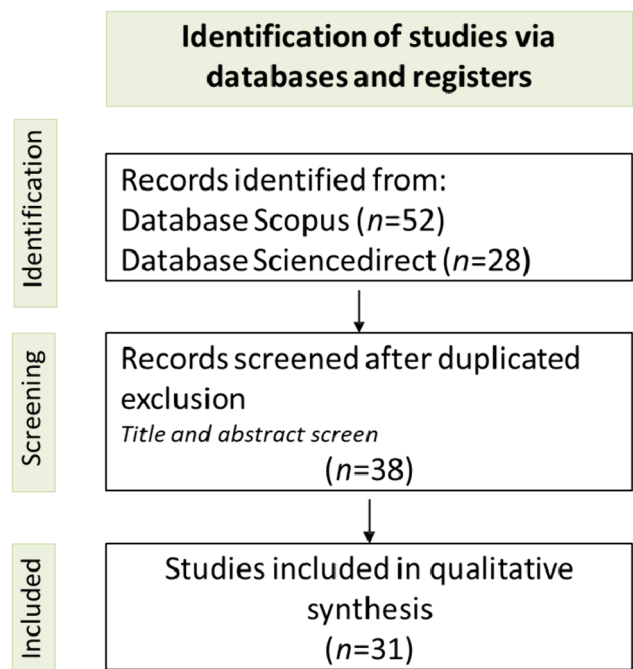 Identification of studies via
databases and registers
Identification
Records identified from:
Database Scopus (n=52)
Database Sciencedirect (n=28)
Screening
Records screened after duplicated
exclusion
Title and abstract screen
(n=38)
Included
Studies included in qualitative
synthesis
(n=31)